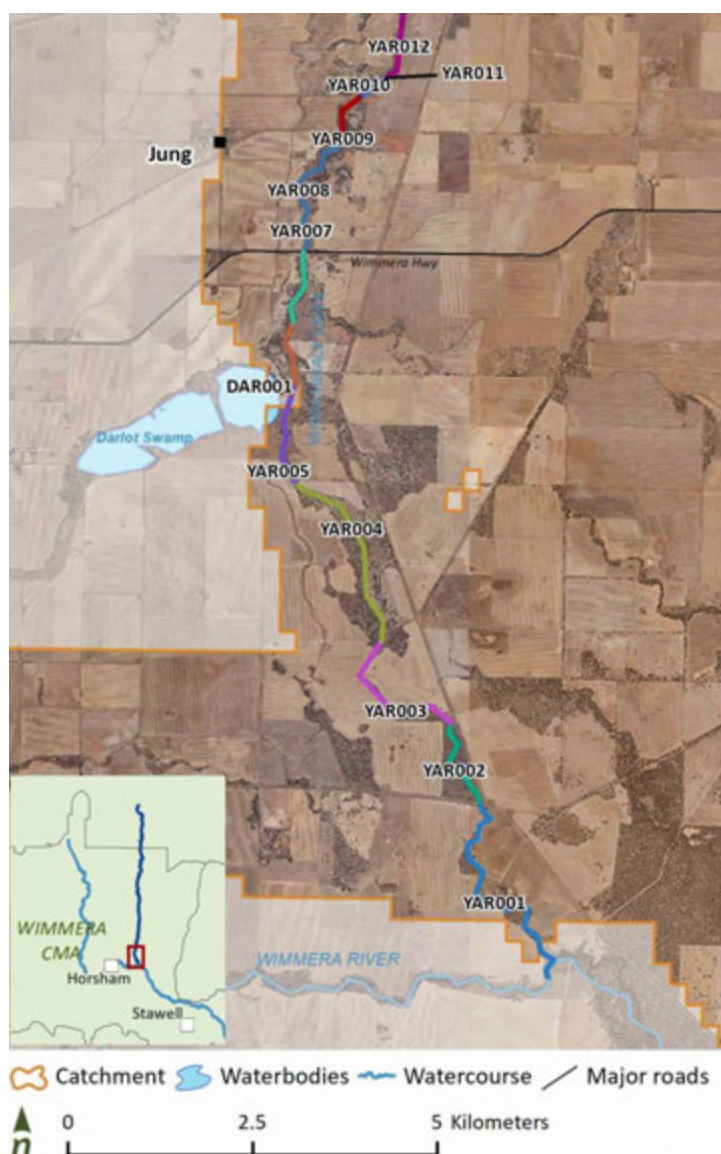 YAR012
YAR011
YAR010
YAR009
Jung
YAR008
YAR007
Wimmera Hwy
DAR001
Darlot Swamp
YAR005
YAR004
YAR003
YAR002
YAR001
WIMMERA RIVER
WIMMERA
CMA
Horsham
Stawell
Catchment Waterbodies Watercourse Major roads
n 0 2.5 5 Kilometers